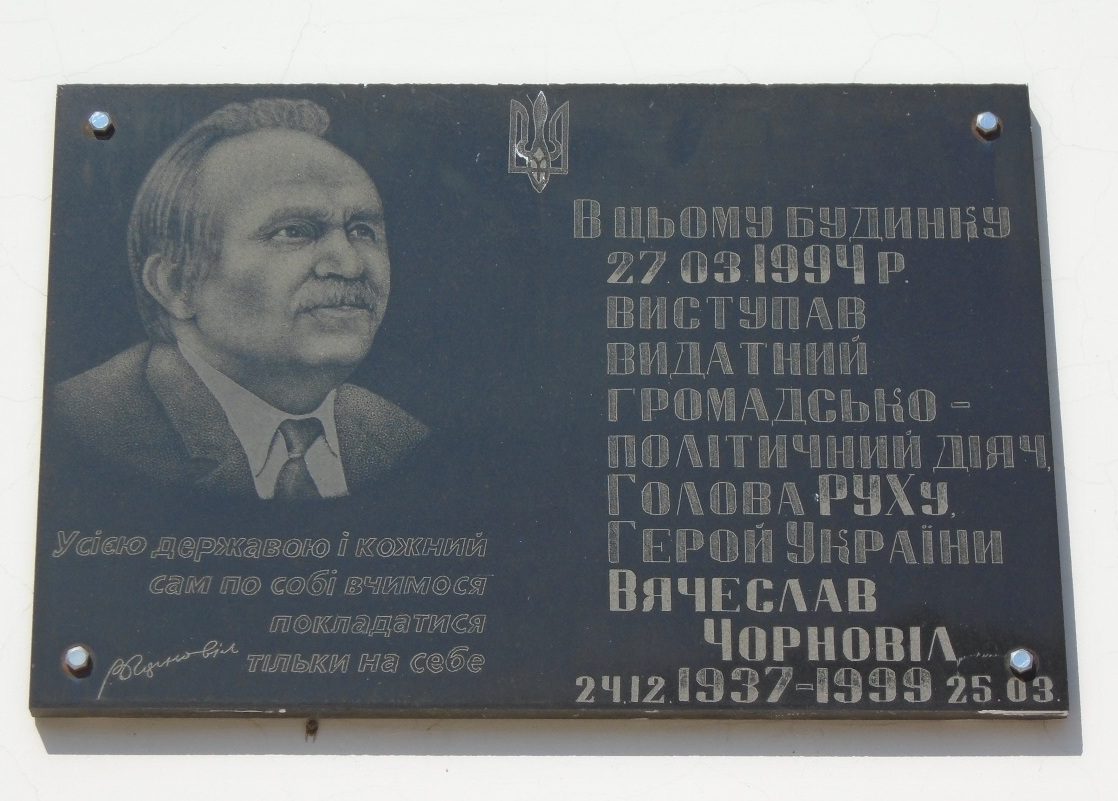 В цьому будинку
27.03.1994 р.
виступав
видатний
громадсько-
політичний діяч,
Голова РУХу,
Герой України
Вячеслав
Чорновіл
24.12.1937-1999 25.03.
Усією державою і кожний
сам по собі вчимося
покладатися
тільки на себе